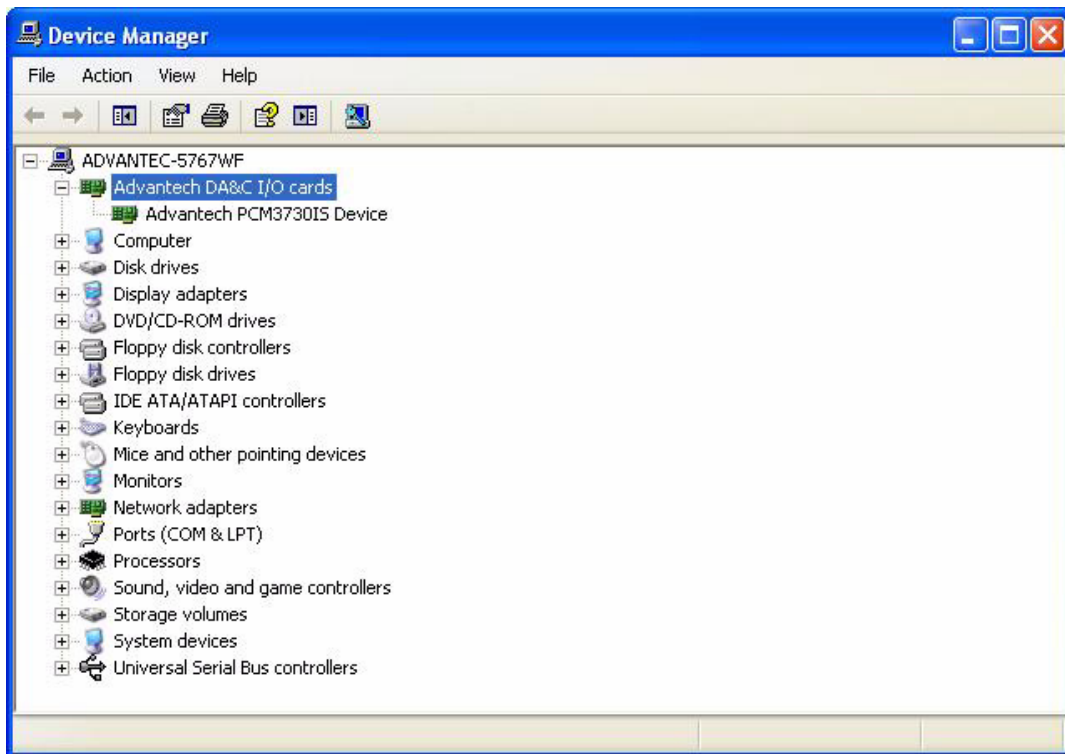 Device Manager
File Action View Help
ADVANTEC-5767WF
Advantech DA&C I/O cards
Advantech PCM3730IS Device
Computer
Disk drives
Display adapters
DVD/CD-ROM drives
Floppy disk controllers
Floppy disk drives
IDE ATA/ATAPI controllers
Keyboards
Mice and other pointing devices
Monitors
Network adapters
Ports (COM & LPT)
Processors
Sound, video and game controllers
Storage volumes
System devices
Universal Serial Bus controllers